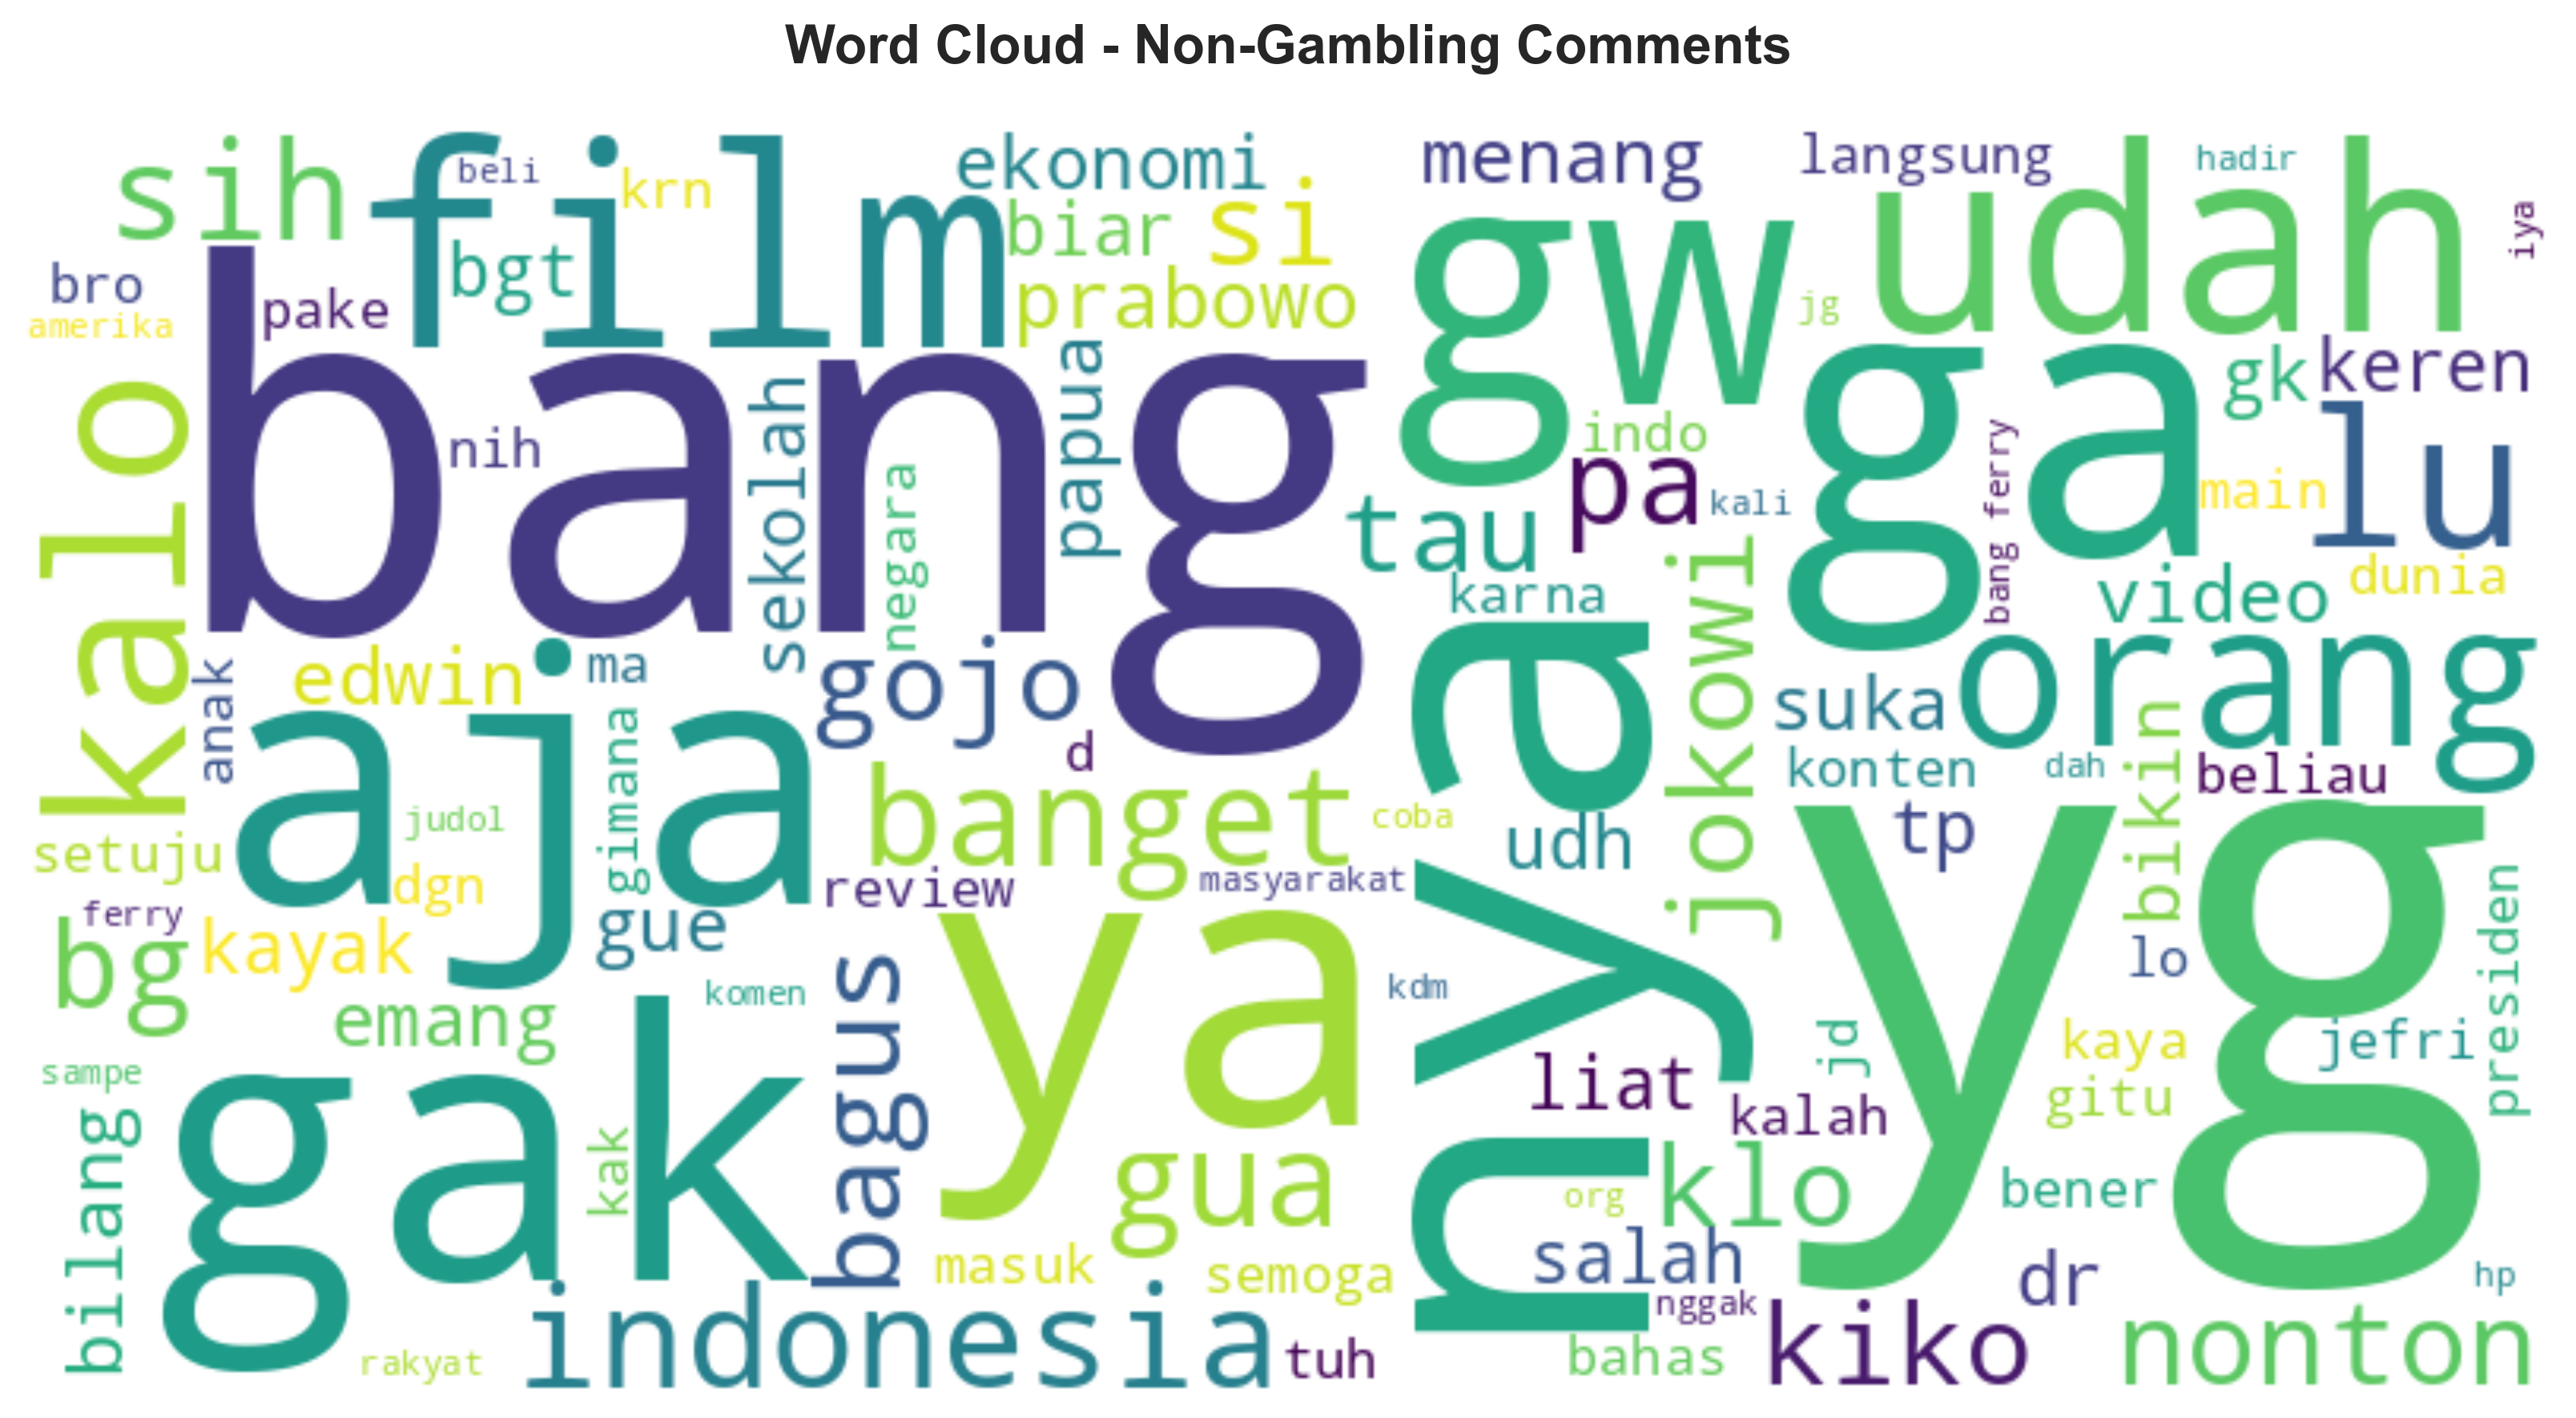 Word Cloud - Non-Gambling Comments
sih
film
beli
krn
ekonomi
menang
langsung
hadir
udah
iya
bro
pake
bgt
biar
si
prabowo
gw
jg
amerika
bang
kalo
nih
sekolah
negara
papua
indo
pa
kali
tau
karna
ga
gk
keren
lu
main
bang ferry
video
dunia
edwin
ma
gojo
anak
aja
gimana
d
jokowi
suka
orang
konten
dah
bikin
beliau
judol
setuju
dgn
banget
coba
udh
tp
ferry
review
masyarakat
nya
yg
bg
kayak
gue
ya
kdm
lo
presiden
komen
emang
bagus
jd
kaya
jefri
gitu
sampe
gak
kak
liat
kalah
bilang
gua
org
klo
bener
masuk
semoga
salah
dr
hp
nggak
indonesia
rakyat
tuh
bahas
kiko
nonton